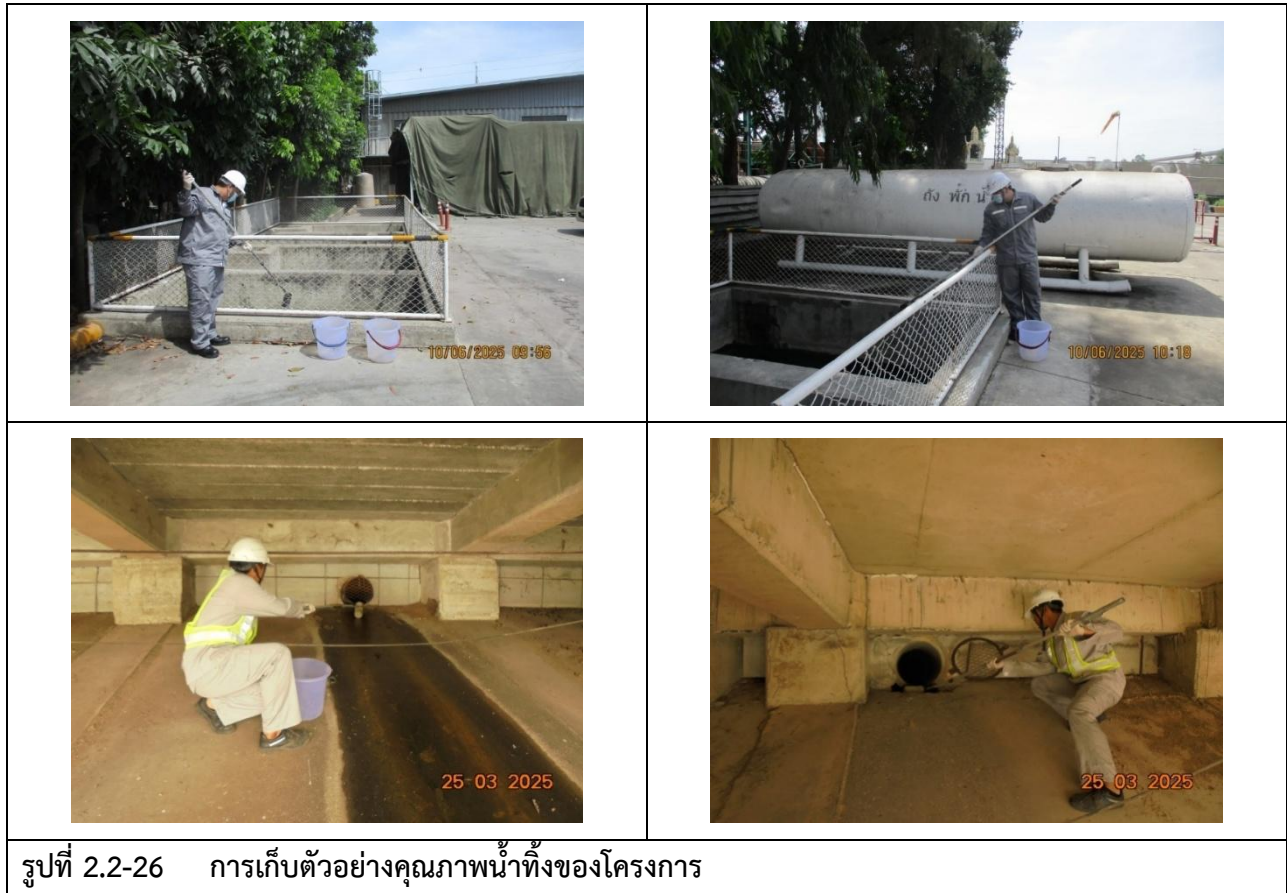 10/06/2025 09:56
ถัง พัก น้ำ
10/06/2025 10:18
25 03 2025
25 03 2025
รูปที่ 2.2-26 การเก็บตัวอย่างคุณภาพน้ำทิ้งของโครงการ